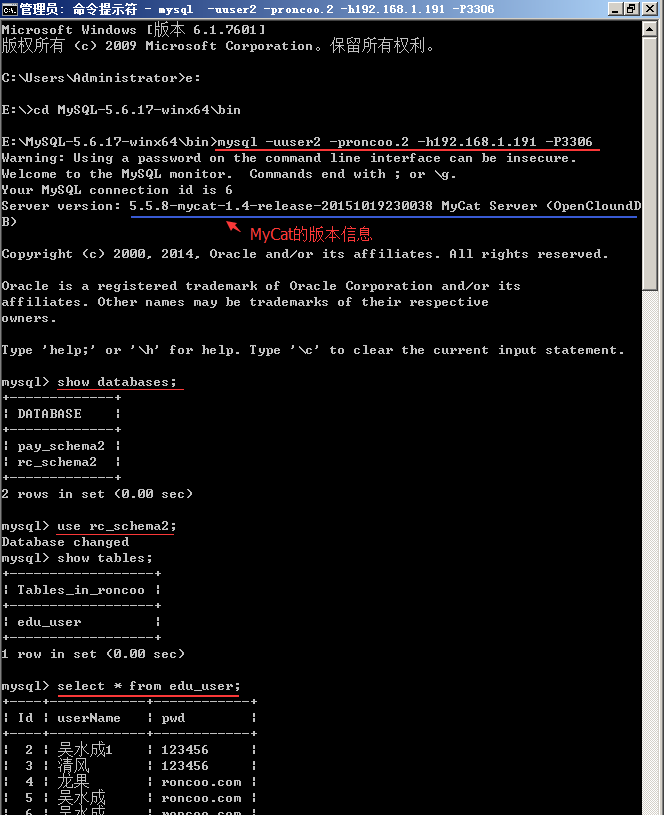 管理员: 命令提示符 - mysql -uuser2 -proncoo.2 -h192.168.1.191 -P3306
Microsoft Windows [版本 6.1.7601]
版权所有 (c) 2009 Microsoft Corporation。保留所有权利。
C:\Users\Administrator>e:
E:\>cd MySQL-5.6.17-winx64\bin
E:\MySQL-5.6.17-winx64\bin>mysql -uuser2 -proncoo.2 -h192.168.1.191 -P3306
Warning: Using a password on the command line interface can be insecure.
Welcome to the MySQL monitor.  Commands end with ; or \g.
Your MySQL connection id is 6
Server version: 5.5.8-mycat-1.4-release-20151019230038 MyCat Server (OpenCloundD
B)
MyCat的版本信息
Copyright (c) 2000, 2014, Oracle and/or its affiliates. All rights reserved.
Oracle is a registered trademark of Oracle Corporation and/or its
affiliates. Other names may be trademarks of their respective
owners.
Type 'help;' or '\h' for help. Type '\c' to clear the current input statement.
mysql> show databases;
+-------------+
| DATABASE    |
+-------------+
| pay_schema2 |
| rc_schema2  |
+-------------+
2 rows in set (0.00 sec)
mysql> use rc_schema2;
Database changed
mysql> show tables;
+------------------+
| Tables_in_roncoo |
+------------------+
| edu_user         |
+------------------+
1 row in set (0.00 sec)
mysql> select * from edu_user;
+----+------------+------------+
| Id | userName   | pwd        |
+----+------------+------------+
|  2 | 吴水成1    | 123456     |
|  3 | 清风       | 123456     |
|  4 | 龙果       | roncoo.com |
|  5 | 吴水成     | roncoo.com |
|  6 | 吴水成     | roncoo.com |